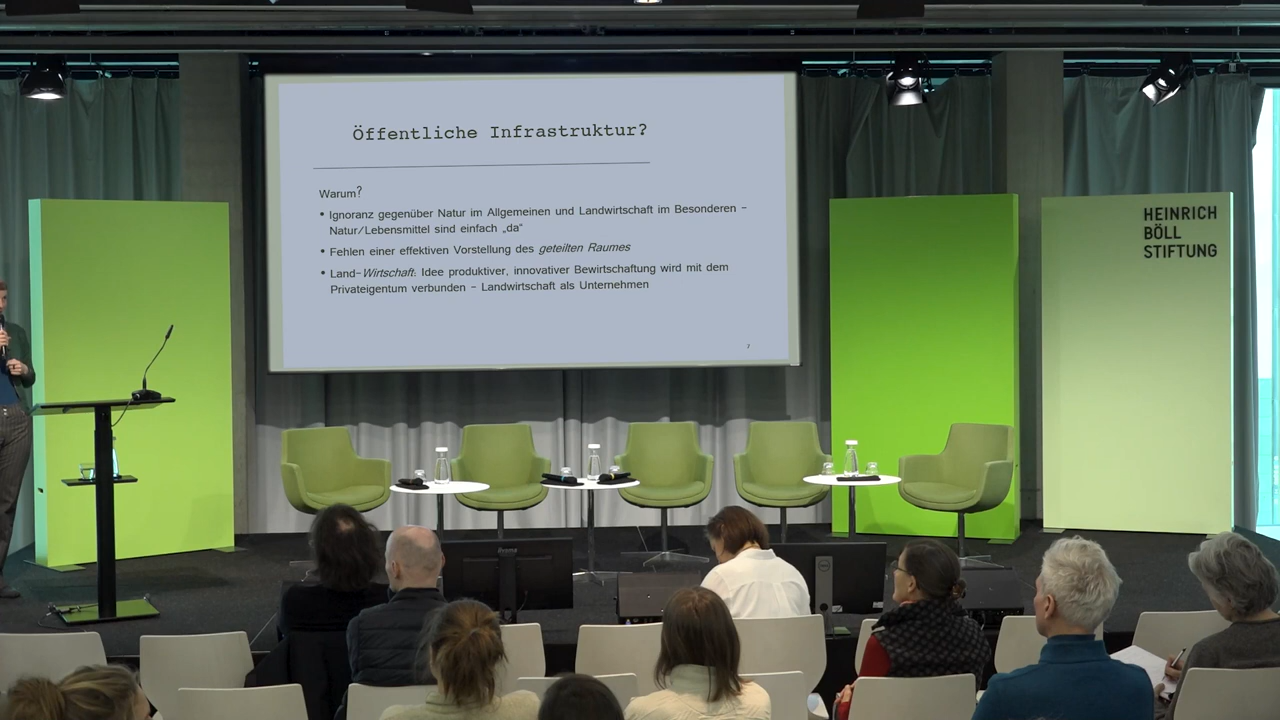 Öffentliche Infrastruktur?
Warum?
• Ignoranz gegenüber Natur im Allgemeinen und Landwirtschaft im Besonderen –
Natur/Lebensmittel sind einfach „da“
• Fehlen einer effektiven Vorstellung des geteilten Raumes
• Land-Wirtschaft: Idee produktiver, innovativer Bewirtschaftung wird mit dem
Privateigentum verbunden – Landwirtschaft als Unternehmen
7
HEINRICH
BÖLL
STIFTUNG
iiyama